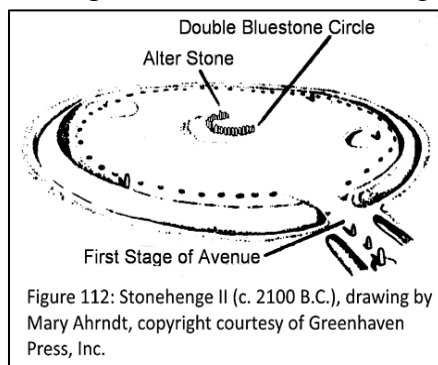 Double Bluestone Circle
Alter Stone
First Stage of Avenue
Figure 112: Stonehenge II (c. 2100 B.C.), drawing by
Mary Ahrndt, copyright courtesy of Greenhaven
Press, Inc.